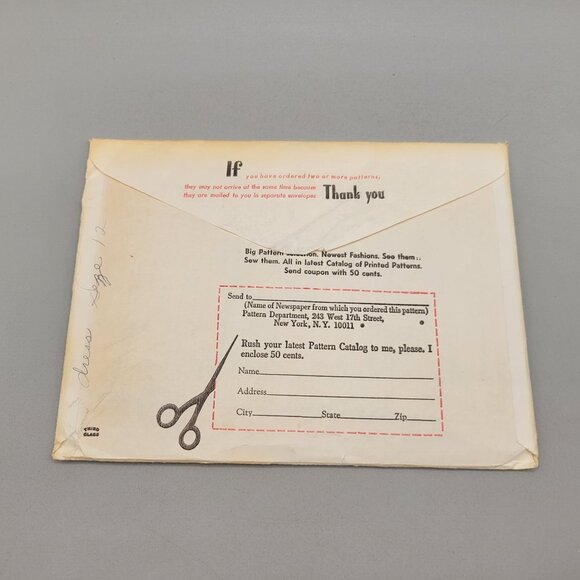 If you have ordered two or more patterns,
they may not arrive at the same time because
they are mailed to you in separate envelopes Thank you
Big Pattern Selection. Newest Fashions. See them..
Sew them. All in latest Catalog of Printed Patterns.
Send coupon with 50 cents.
Send to
(Name of Newspaper from which you ordered this pattern)
Pattern Department, 243 West 17th Street,
New York, N.Y. 10011
Rush your latest Pattern Catalog to me, please. I
enclose 50 cents.
Name
Address
City State Zip
THIRD
CLASS
dress Size 12